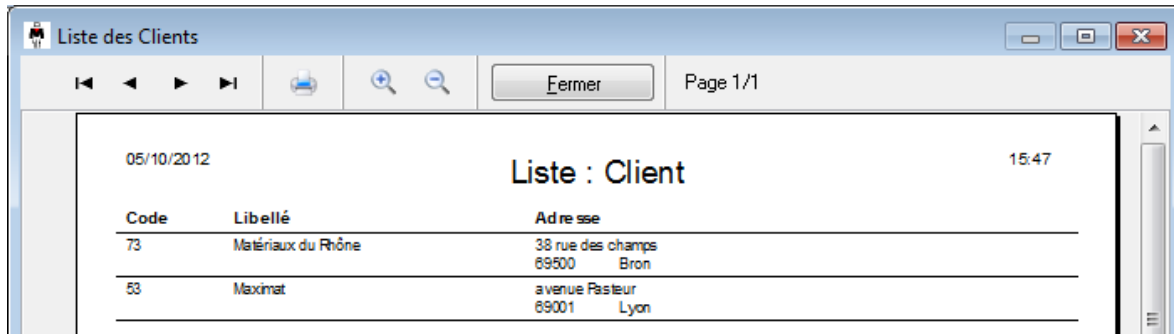 Liste des Clients
Fermer Page 1/1
05/10/2012 Liste : Client 15:47
Code Libellé Adresse
73 Matériaux du Rhône 38 rue des champs
69500 Bron
53 Maximat avenue Pasteur
69001 Lyon